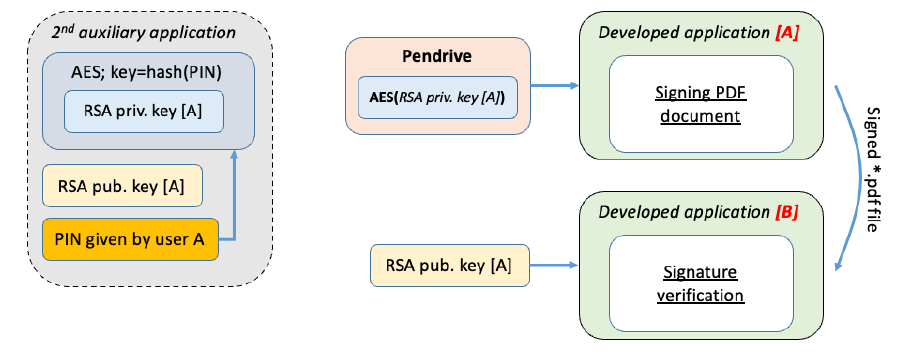 2nd auxiliary application
AES; key=hash(PIN)
RSA priv. key [A]
RSA pub. key [A]
PIN given by user A
Pendrive
AES(RSA priv. key [A])
Developed application [A]
Signing PDF
document
Signed *.pdf file
Developed application [B]
RSA pub. key [A]
Signature
verification